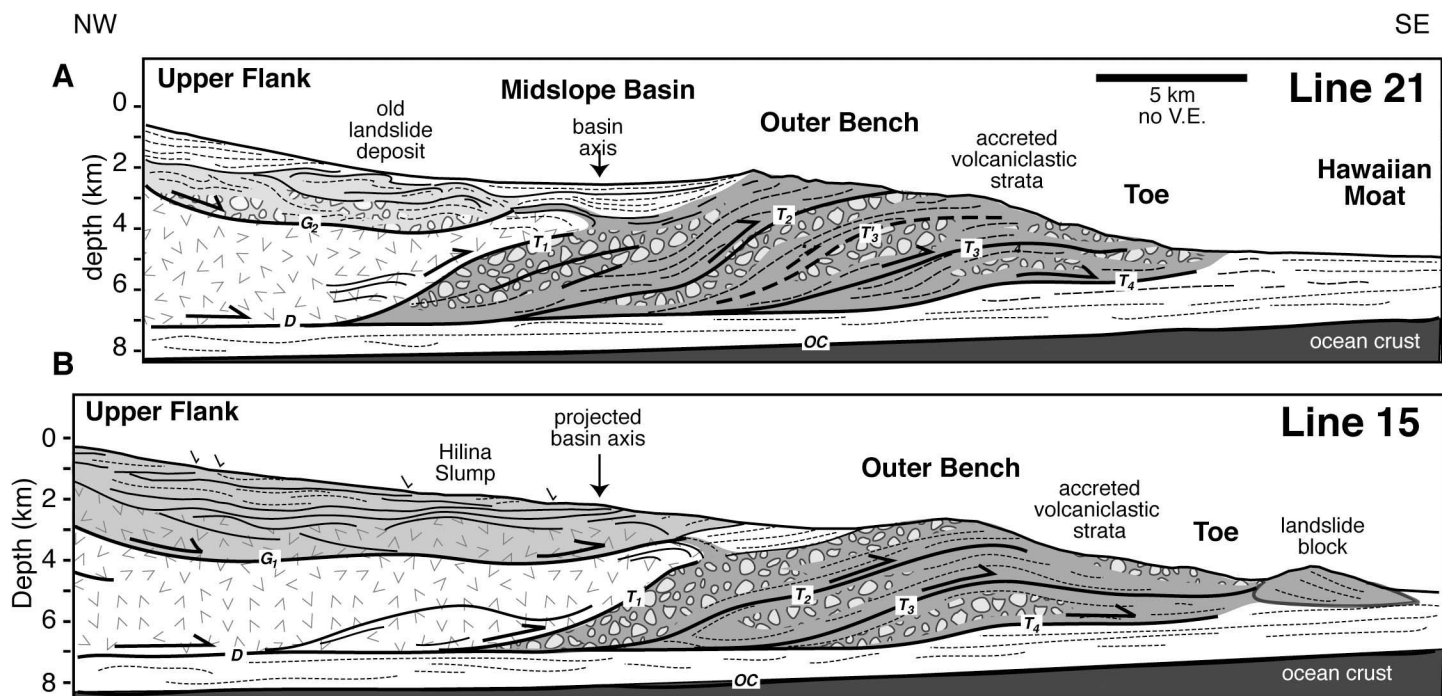 NW
SE
A
Upper Flank
Midslope Basin
old
landslide
deposit
basin
axis
Outer Bench
5 km
no V.E.
Line 21
accreted
volcaniclastic
strata
Toe
Hawaiian
Moat
depth (km)
0
2
4
6
8
G2
T1
T2
T'3
T3
T4
D
OC
ocean crust
B
Upper Flank
Hilina
Slump
projected
basin axis
Outer Bench
Line 15
accreted
volcaniclastic
strata
Toe
landslide
block
Depth (km)
0
2
4
6
8
G1
T1
T2
T3
T4
D
OC
ocean crust